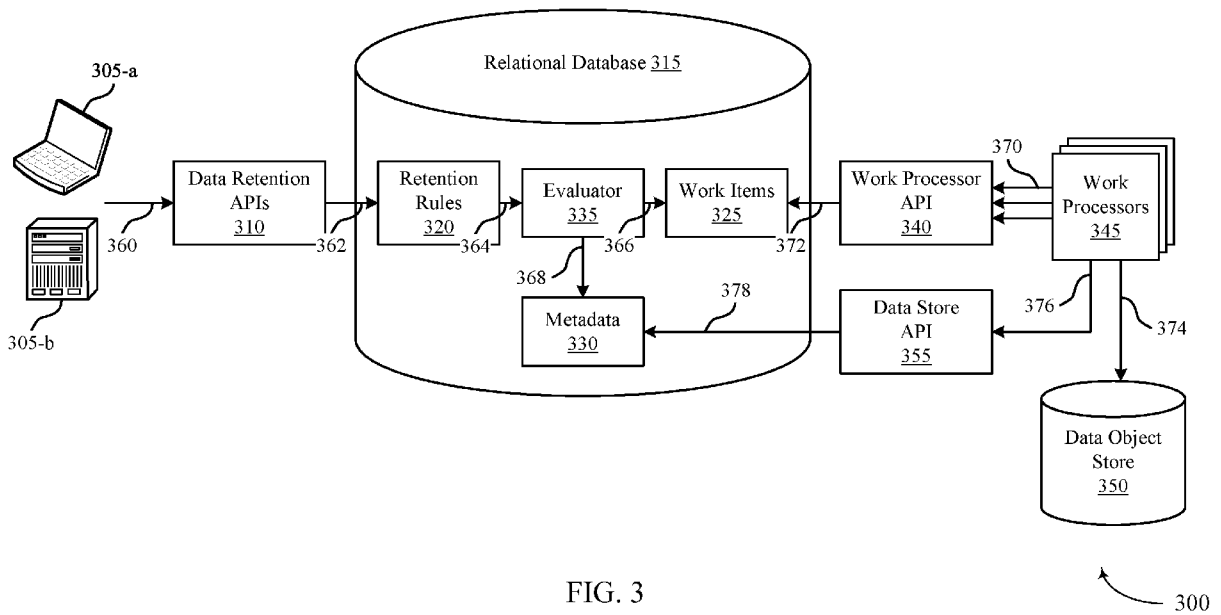 Relational Database 315
305-a
305-b
360
Data Retention
APIs
310
362
Retention
Rules
320
364
Evaluator
335
366
Work Items
325
372
Work Processor
API
340
370
Work
Processors
345
368
Metadata
330
378
Data Store
API
355
376
374
Data Object
Store
350
FIG. 3
300